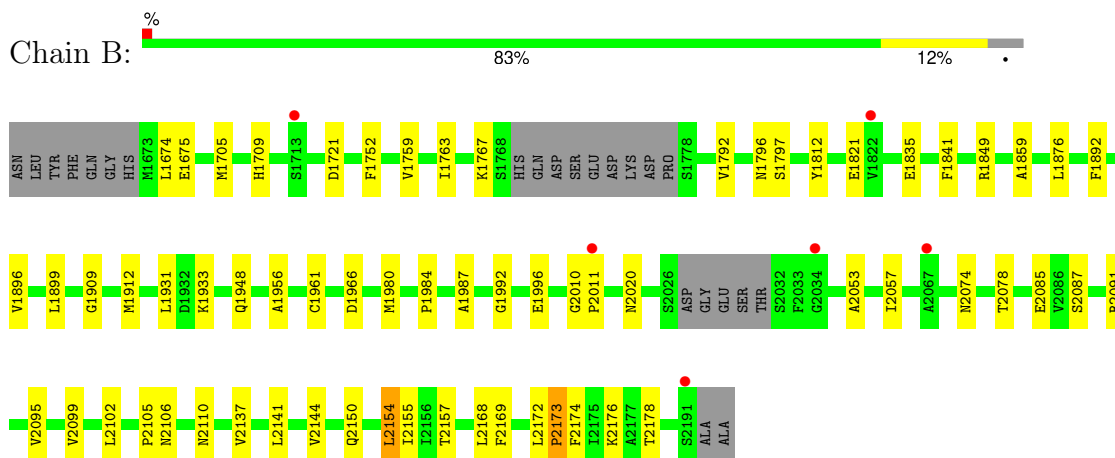 %
Chain B:
83% 12% •
ASN LEU TYR PHE GLN GLY HIS M1673 L1674 E1675 M1705 H1709 S1713 D1721 F1752 V1759 I1763 K1767 S1768 HIS GLN ASP SER GLU ASP LYS ASP PRO S1778 V1792 N1796 S1797 Y1812 E1821 V1822 E1835 F1841 R1849 A1859 L1876 F1892
V1896 L1899 G1909 M1912 L1931 D1932 K1933 Q1948 A1956 C1961 D1966 M1980 P1984 A1987 G1992 E1996 G2010 P2011 N2020 S2026 ASP GLY GLU SER THR S2032 F2033 G2034 A2053 I2057 A2067 N2074 T2078 E2085 V2086 S2087 R2091
V2095 V2099 L2102 P2105 N2106 N2110 V2137 L2141 V2144 Q2150 L2154 I2155 I2156 T2157 L2168 F2169 L2172 P2173 F2174 I2175 K2176 A2177 T2178 S2191 ALA ALA